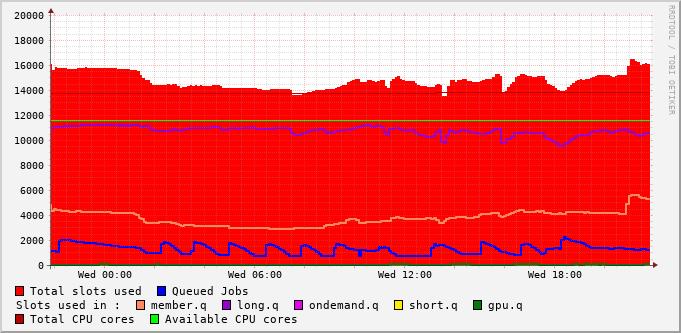 20000
18000
16000
14000
12000
10000
8000
6000
4000
2000
0
Wed 00:00 Wed 06:00 Wed 12:00 Wed 18:00
Total slots used Queued Jobs
Slots used in : member.q long.q ondemand.q short.q gpu.q
Total CPU cores Available CPU cores
RRDTOOL / TOBI OETIKER